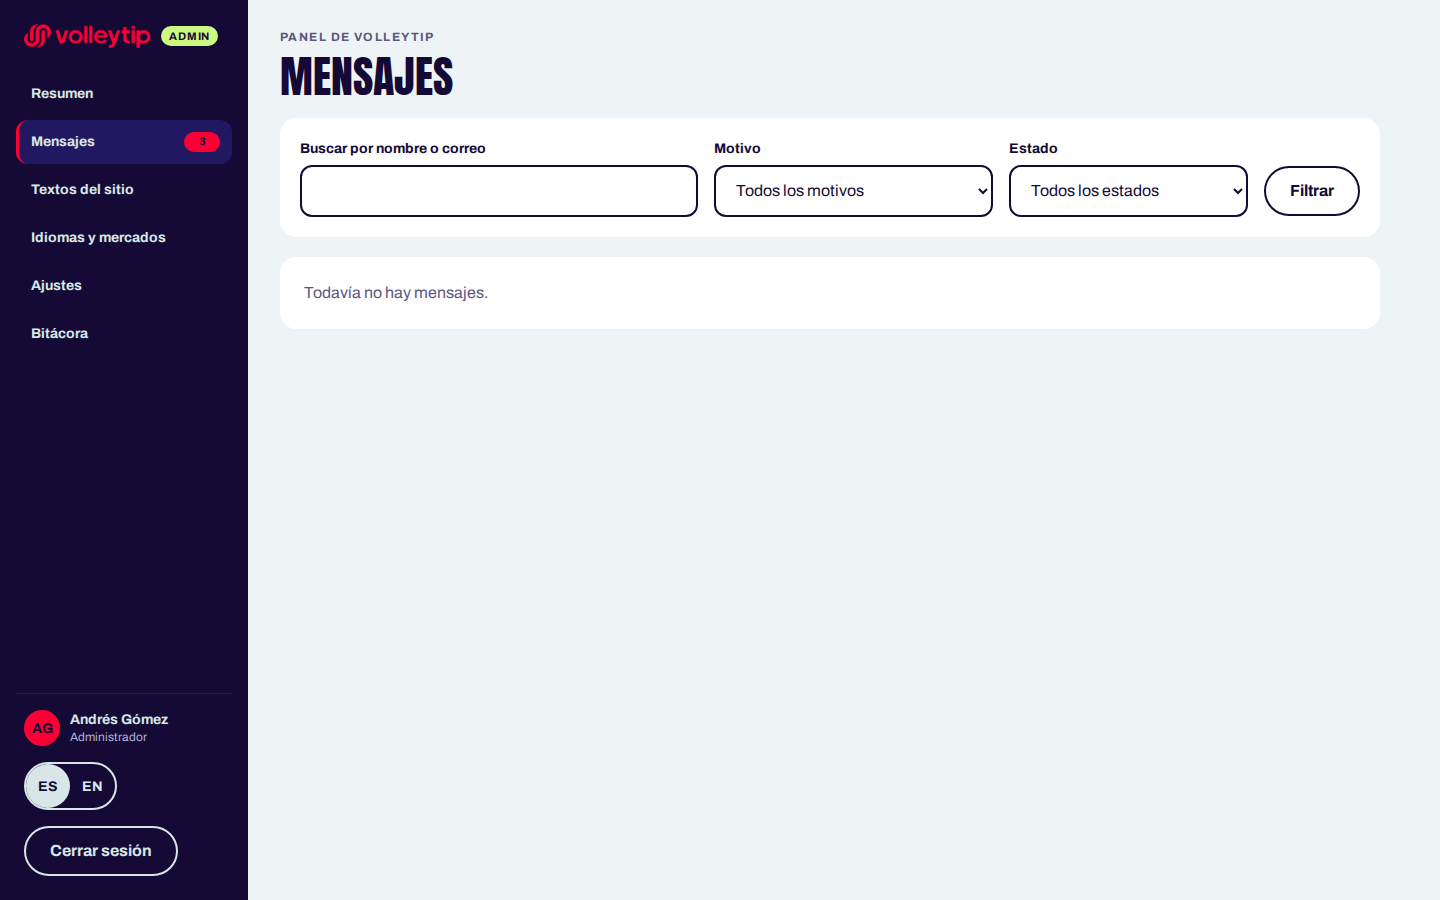 volleytip ADMIN
Resumen
Mensajes 3
Textos del sitio
Idiomas y mercados
Ajustes
Bitácora
AG Andrés Gómez
Administrador
ES EN
Cerrar sesión
PANEL DE VOLLEYTIP
MENSAJES
Buscar por nombre o correo Motivo Estado
Todos los motivos Todos los estados Filtrar
Todavía no hay mensajes.